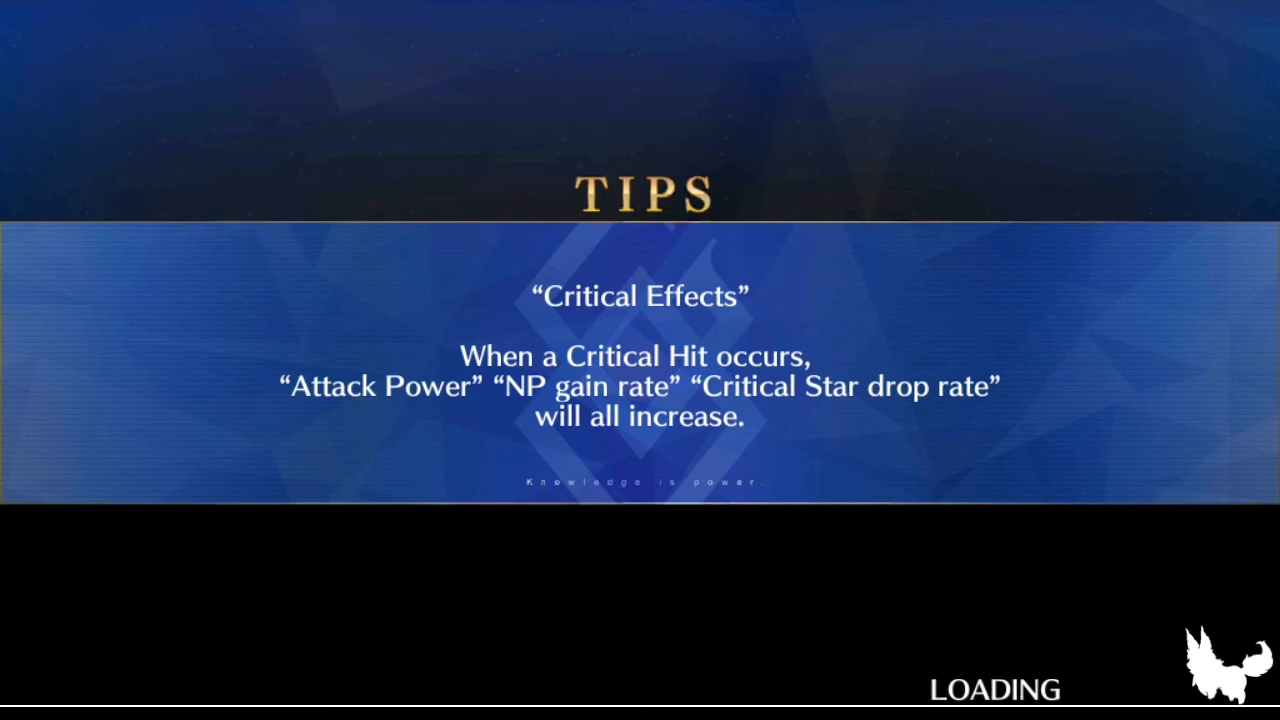 TIPS
“Critical Effects”
When a Critical Hit occurs,
“Attack Power” “NP gain rate” “Critical Star drop rate”
will all increase.
Knowledge is power.
LOADING